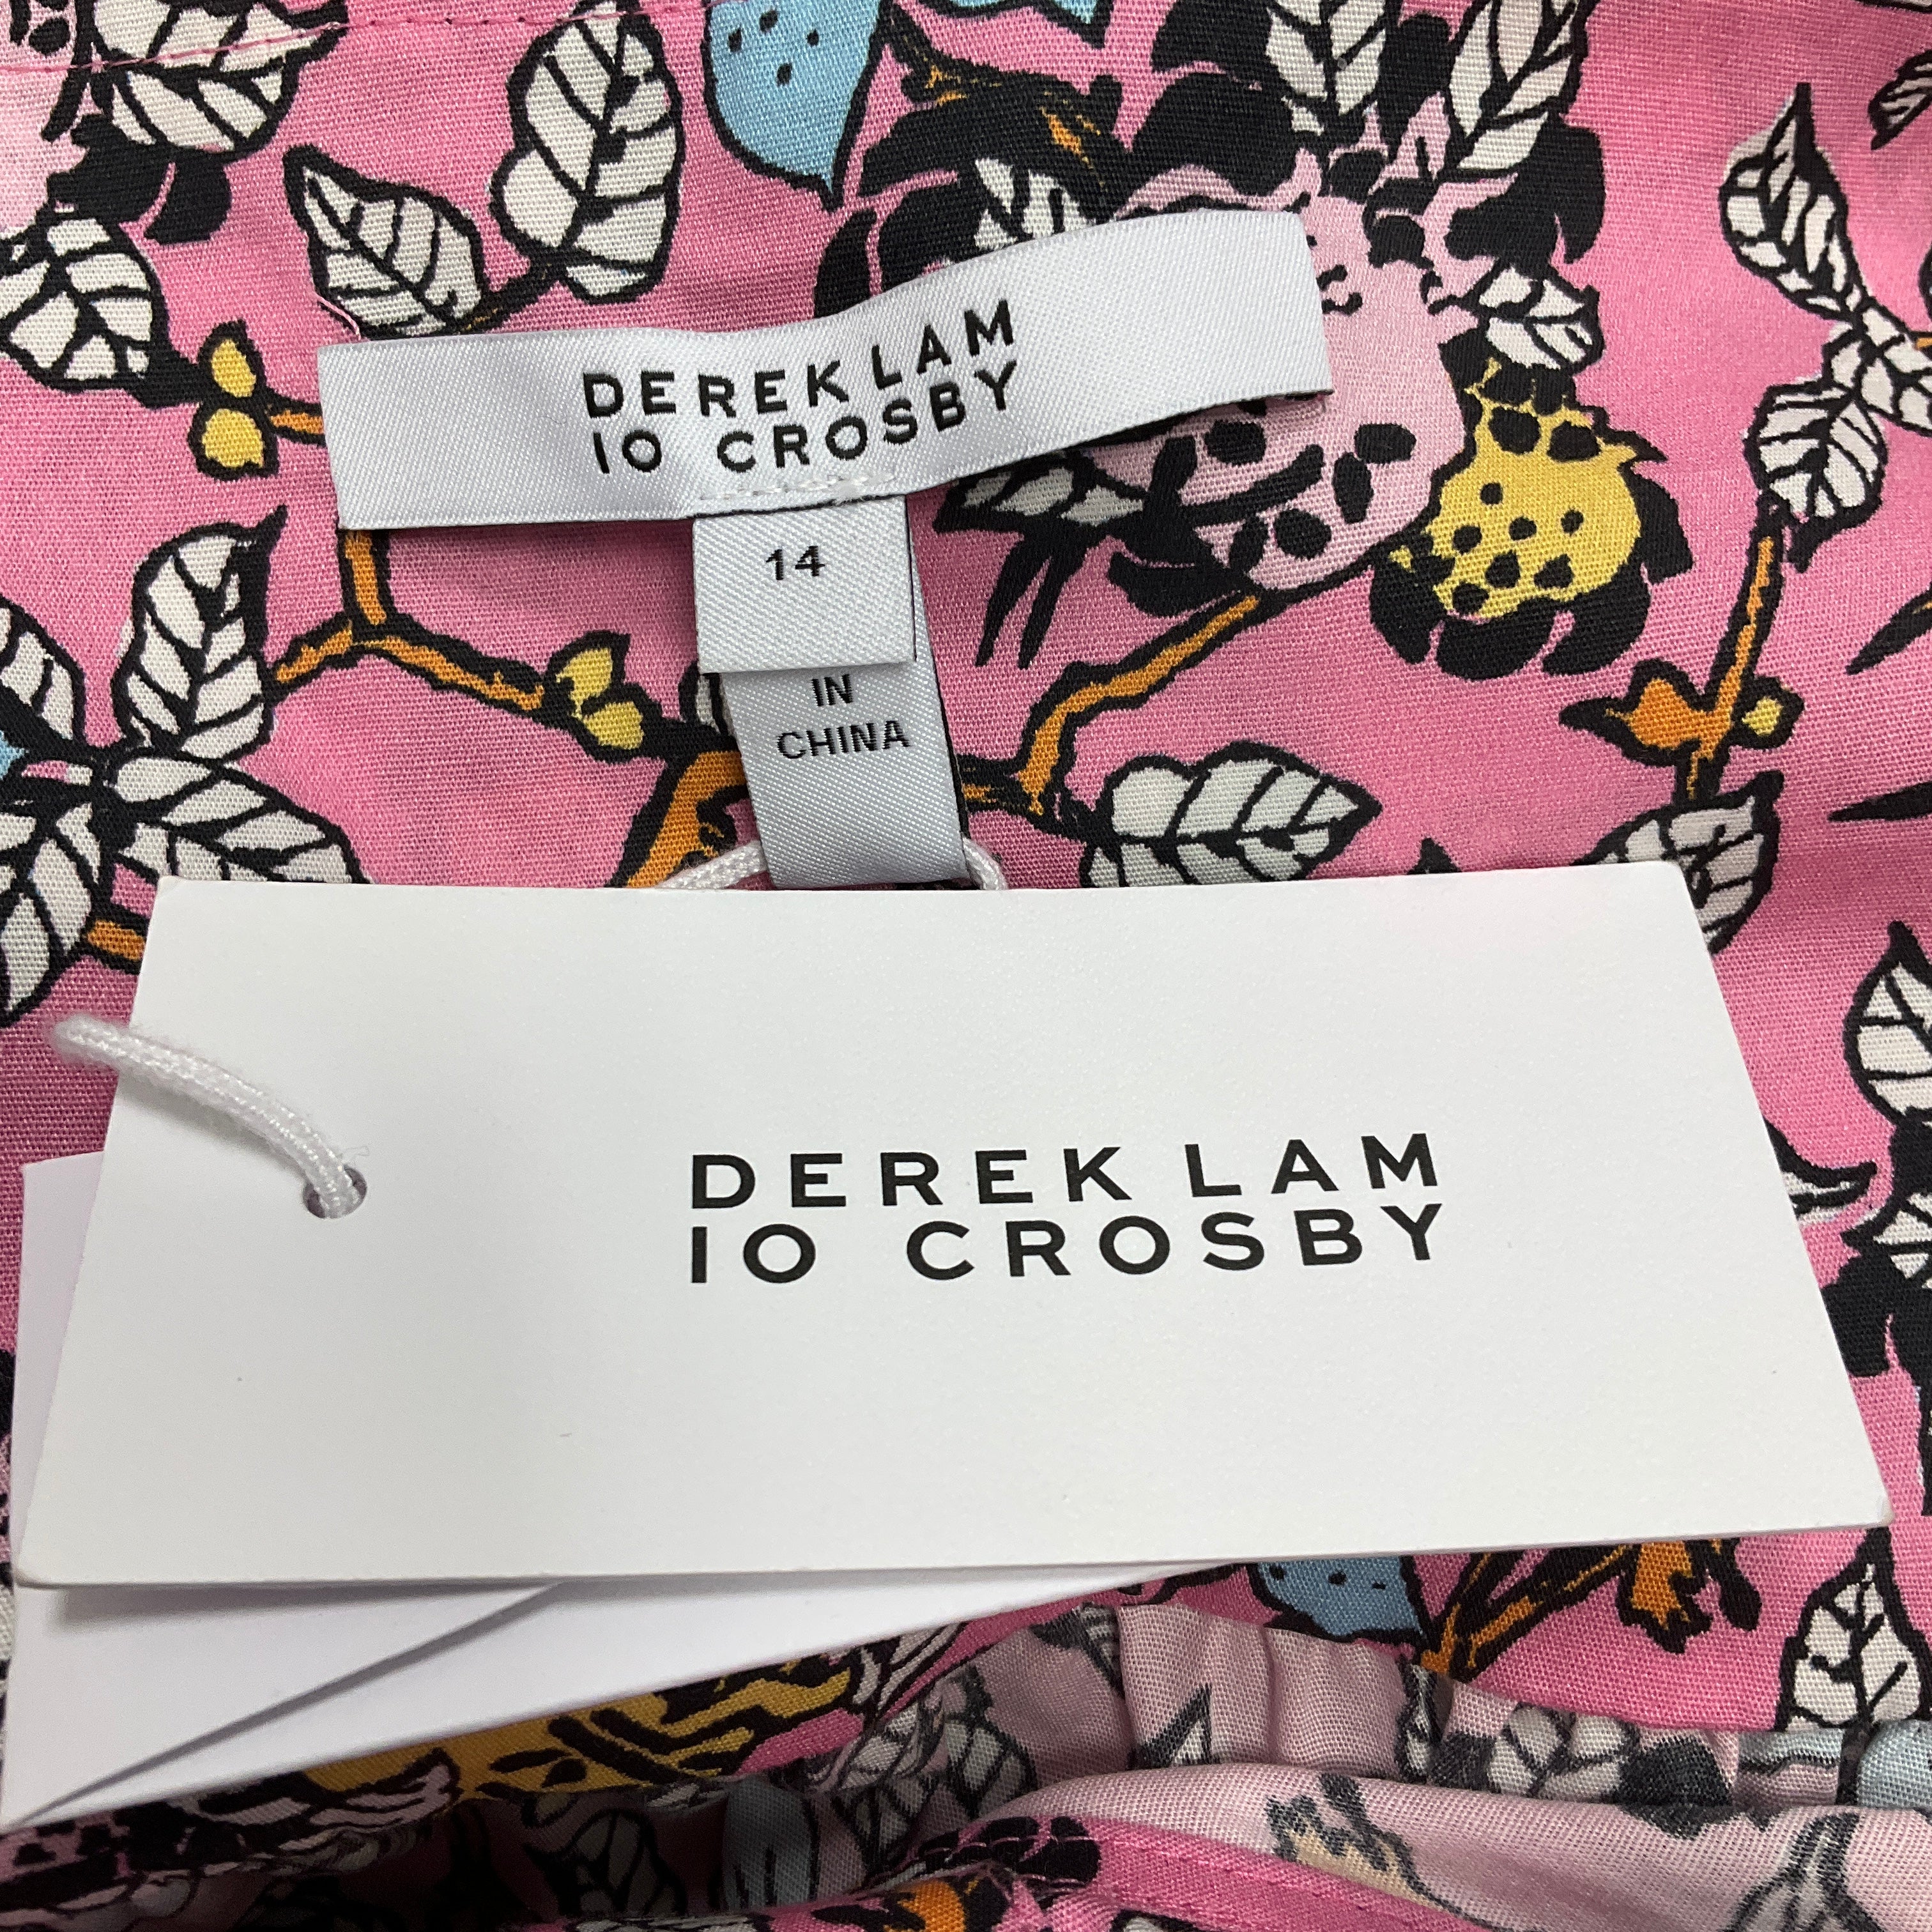 DEREK LAM
10 CROSBY
14
IN
CHINA
DEREK LAM
10 CROSBY